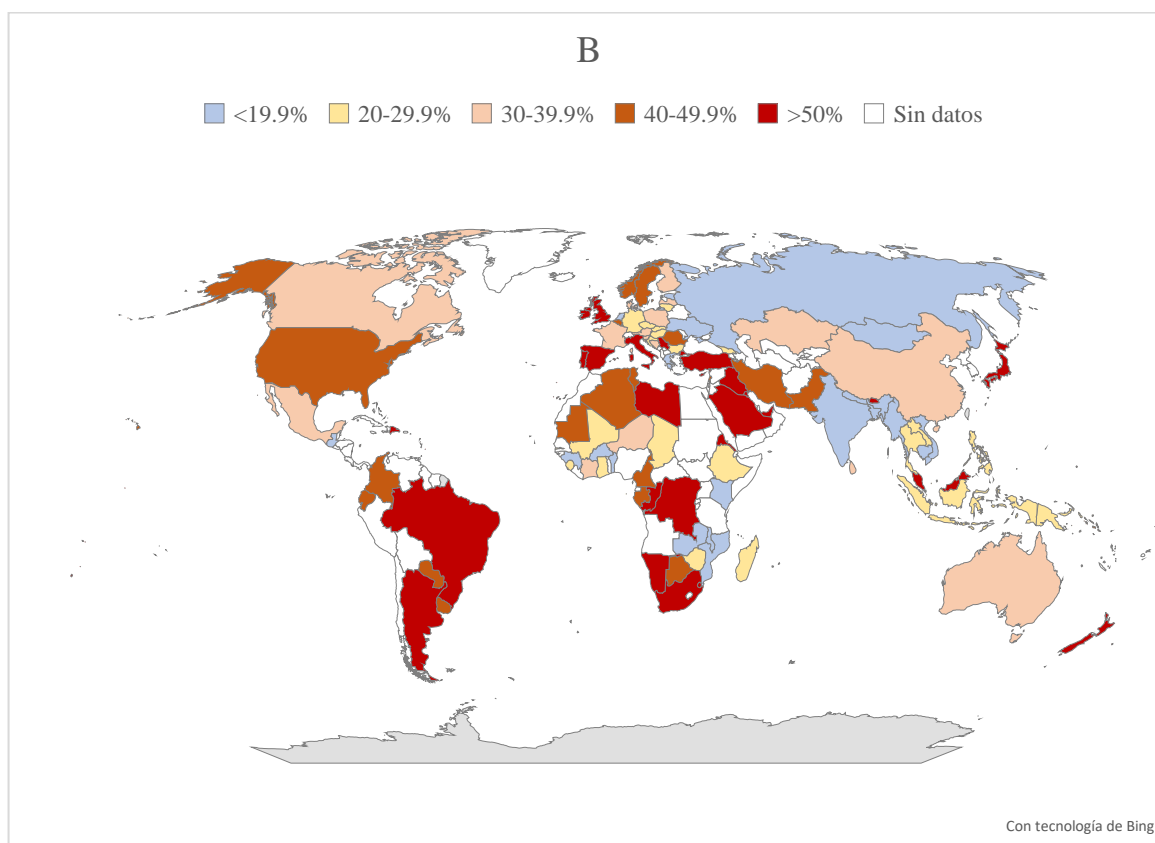 B
<19.9% 20-29.9% 30-39.9% 40-49.9% >50% Sin datos
Con tecnología de Bing